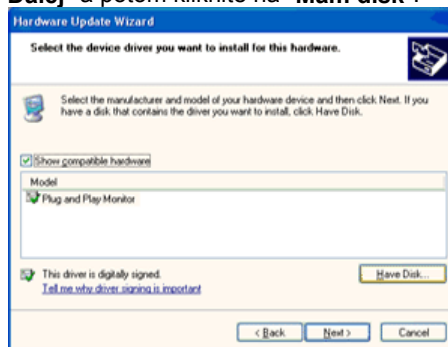 "Dalej" a potem kliknite na "Mám disk".
Hardware Update Wizard
Select the device driver you want to install for this hardware.
Select the manufacturer and model of your hardware device and then click Next. If you
have a disk that contains the driver you want to install, click Have Disk.
Show compatible hardware
Model
Plug and Play Monitor
This driver is digitally signed.
Tell me why driver signing is important
Have Disk...
< Back
Next >
Cancel